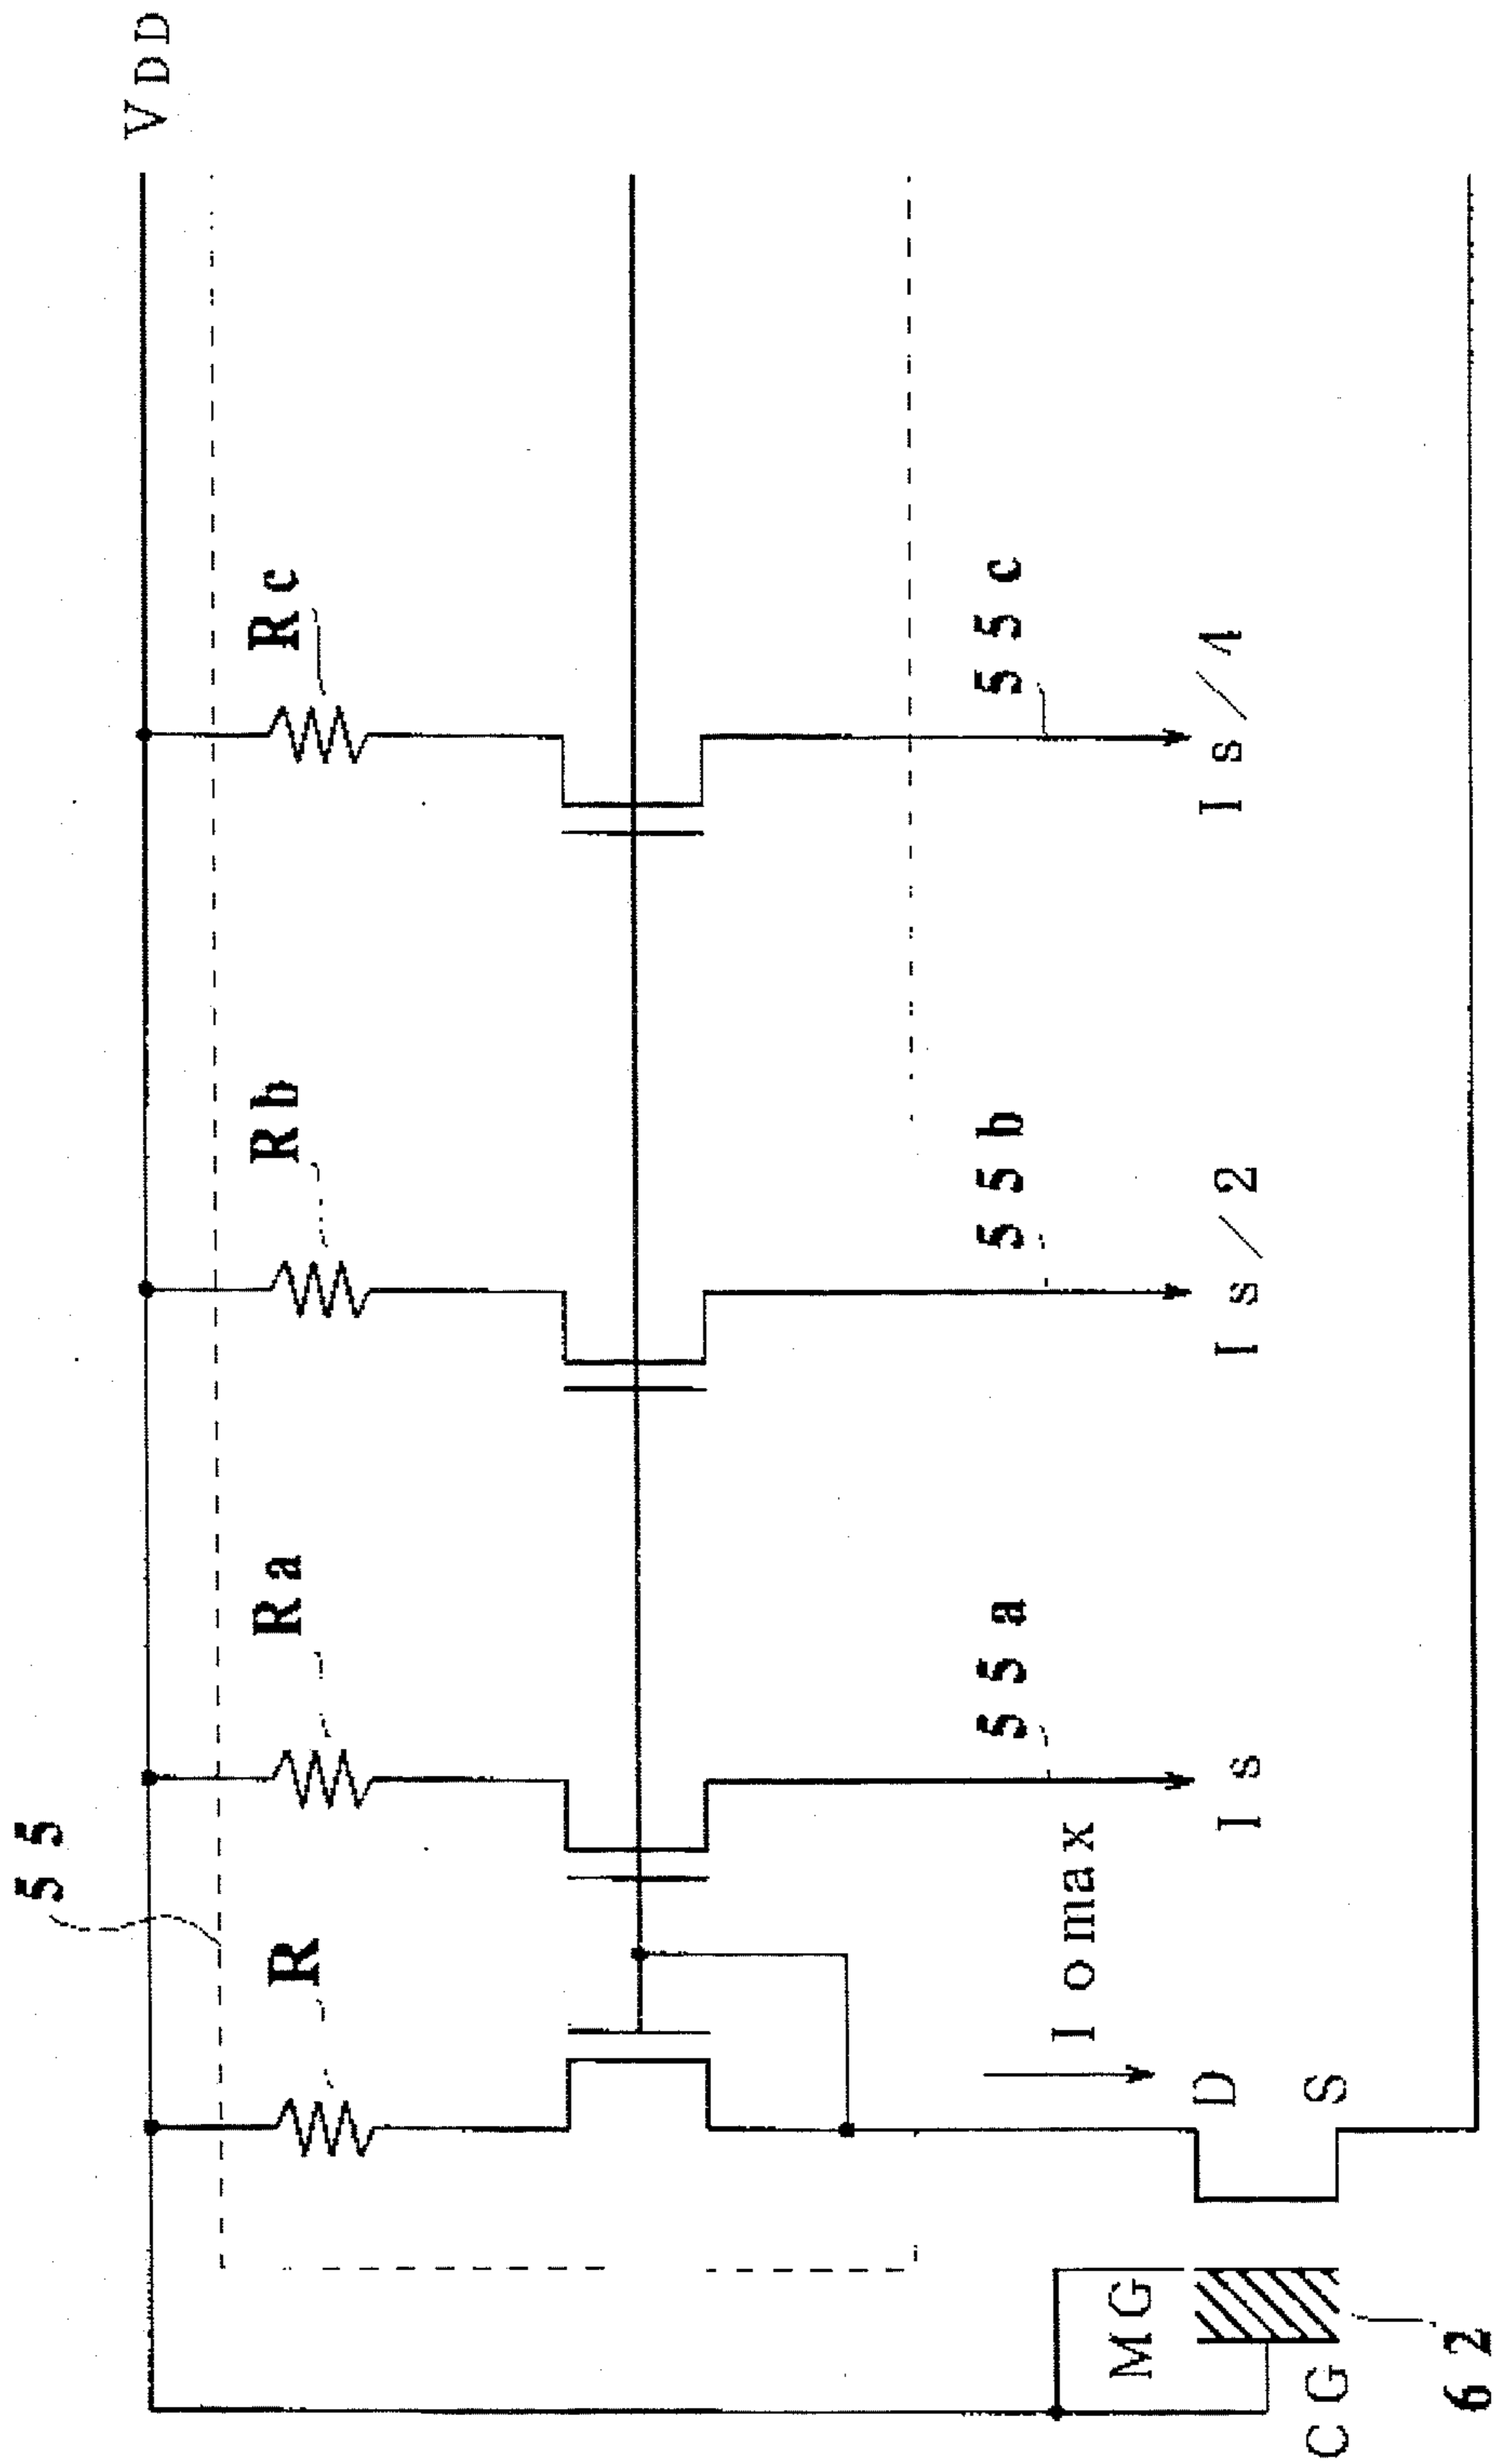 VDD
55
R
Ra
Rb
Rc
55a
55b
55c
Iomax
Is
Is/2
Is/4
D
S
MG
CG
62